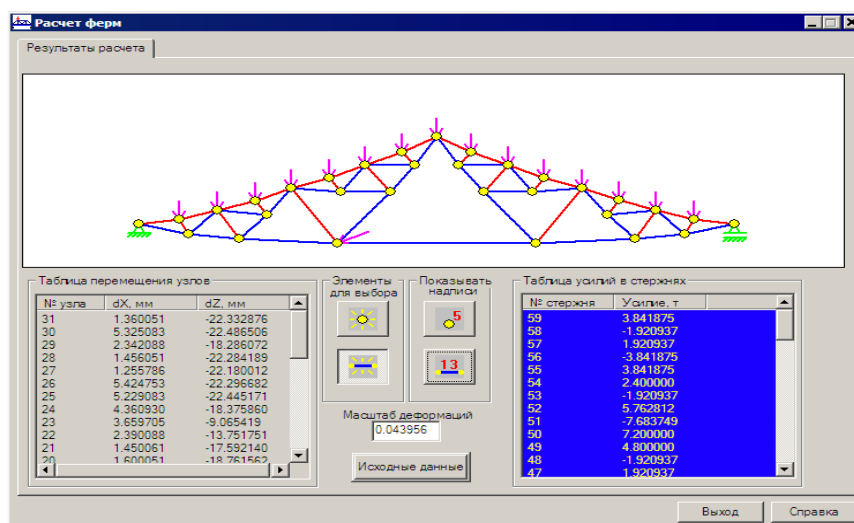 Расчет ферм
Результаты расчета
Таблица перемещения узлов
№ узла dX, мм dZ, мм
31 1.360051 -22.332876
30 5.325083 -22.486506
29 2.342088 -18.286072
28 1.456051 -22.284189
27 1.255786 -22.180012
26 5.424753 -22.296682
25 5.229083 -22.445171
24 4.360930 -18.375860
23 3.659705 -9.065419
22 2.390088 -13.751751
21 1.450061 -17.592140
20 1.600051 -18.761562
Элементы
для выбора
Показывать
надписи
5
13
Масштаб деформаций
0.043956
Исходные данные
Таблица усилий в стержнях
№ стержня Усилие, т
59 3.841875
58 -1.920937
57 1.920937
56 -3.841875
55 3.841875
54 2.400000
53 -1.920937
52 5.762812
51 -7.683749
50 7.200000
49 4.800000
48 -1.920937
47 1.920937
Выход
Справка